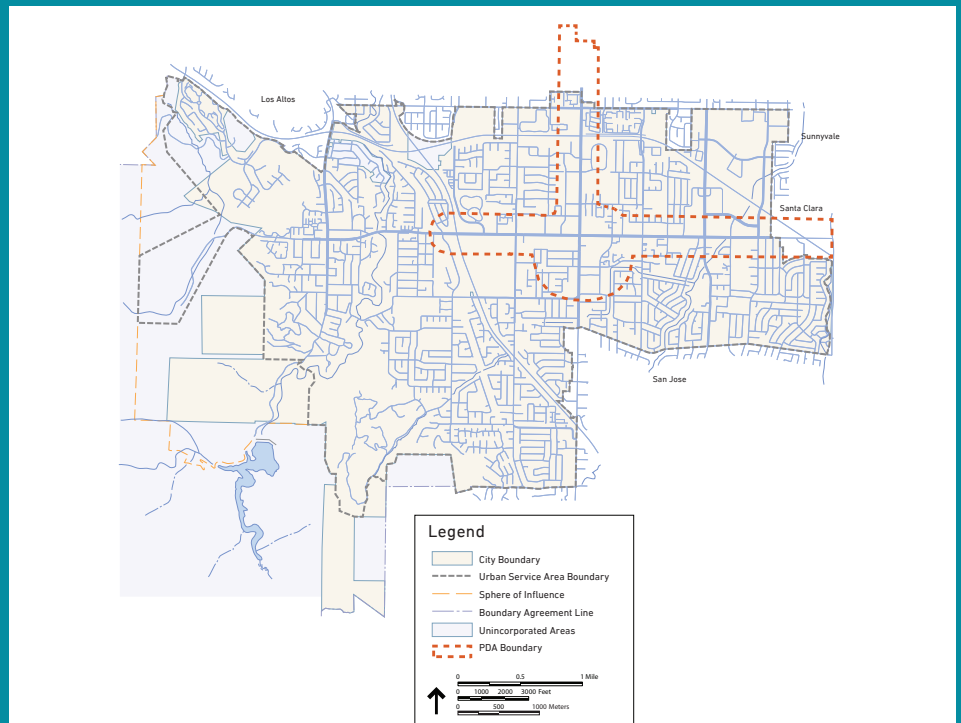 Los Altos
Sunnyvale
Santa Clara
San Jose
Legend
City Boundary
Urban Service Area Boundary
Sphere of Influence
Boundary Agreement Line
Unincorporated Areas
PDA Boundary
0 0.5 1 Mile
0 1000 2000 3000 Feet
0 500 1000 Meters